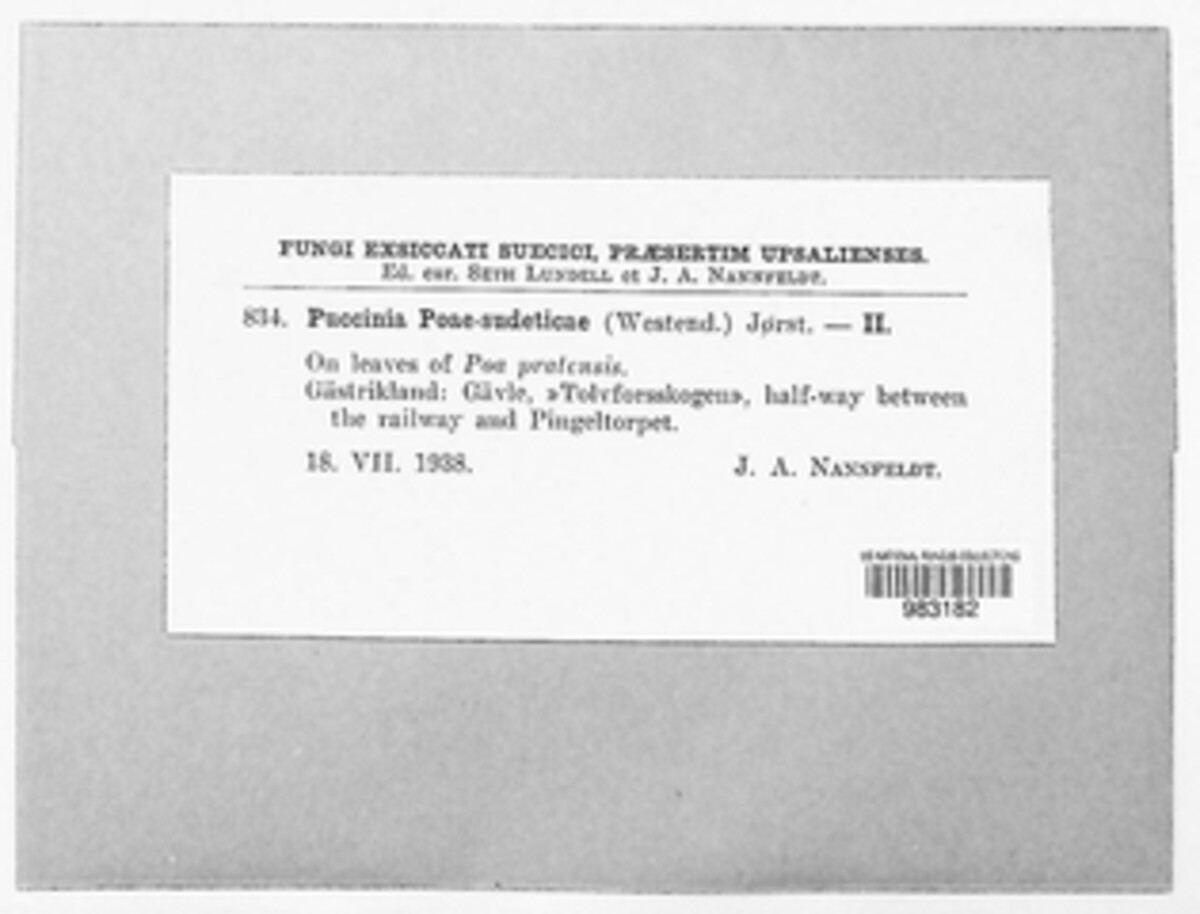 FUNGI EXSICCATI SUECICI, PRÆSERTIM UPSALIENSES.
Ed. cur. SETH LUNDELL et J. A. NANNFELDT.
834. Puccinia Poae-sudeticae (Westend.) Jørst. — II.
On leaves of Poa pratensis.
Gästrikland: Gävle, »Tolvforsskogen», half-way between
the railway and Pingeltorpet.
18. VII. 1938. J. A. NANNFELDT.
983182